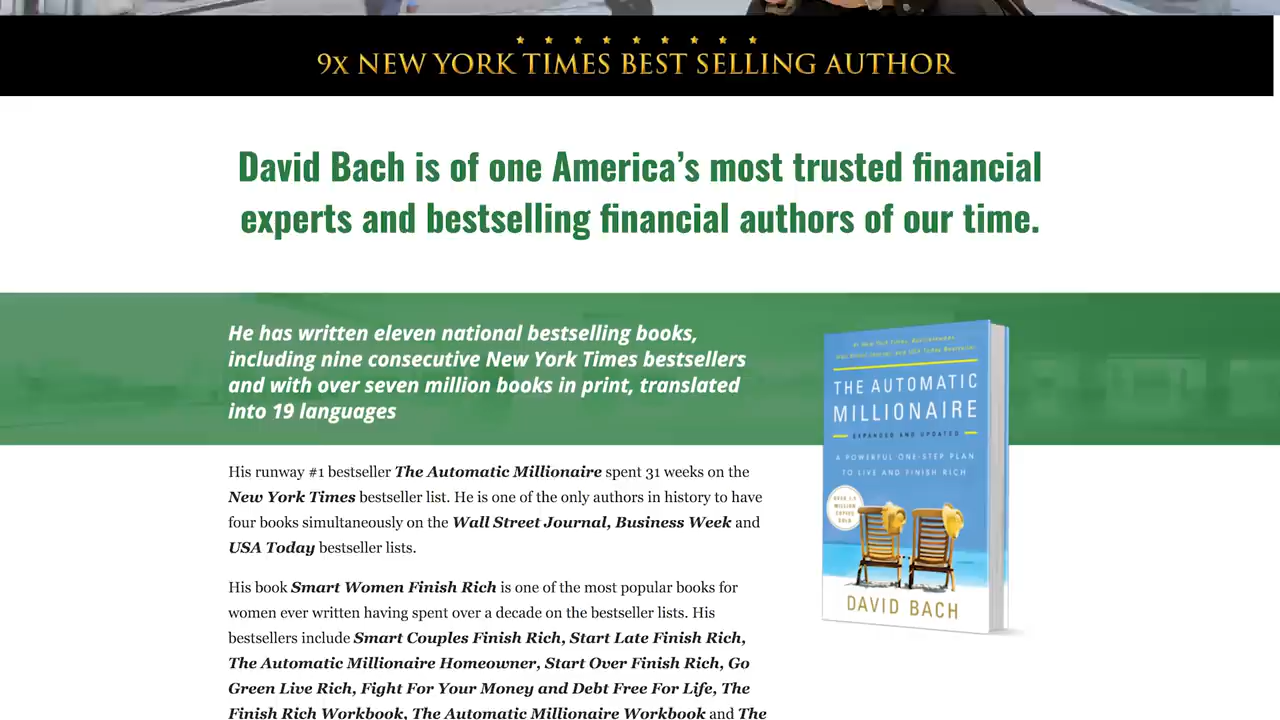 9X NEW YORK TIMES BEST SELLING AUTHOR
David Bach is of one America's most trusted financial
experts and bestselling financial authors of our time.
He has written eleven national bestselling books,
including nine consecutive New York Times bestsellers
and with over seven million books in print, translated
into 19 languages
THE AUTOMATIC
MILLIONAIRE
EXPANDED AND UPDATED
A POWERFUL ONE-STEP PLAN
TO LIVE AND FINISH RICH
DAVID BACH
His runway #1 bestseller The Automatic Millionaire spent 31 weeks on the
New York Times bestseller list. He is one of the only authors in history to have
four books simultaneously on the Wall Street Journal, Business Week and
USA Today bestseller lists.
His book Smart Women Finish Rich is one of the most popular books for
women ever written having spent over a decade on the bestseller lists. His
bestsellers include Smart Couples Finish Rich, Start Late Finish Rich,
The Automatic Millionaire Homeowner, Start Over Finish Rich, Go
Green Live Rich, Fight For Your Money and Debt Free For Life, The
Finish Rich Workbook, The Automatic Millionaire Workbook and The